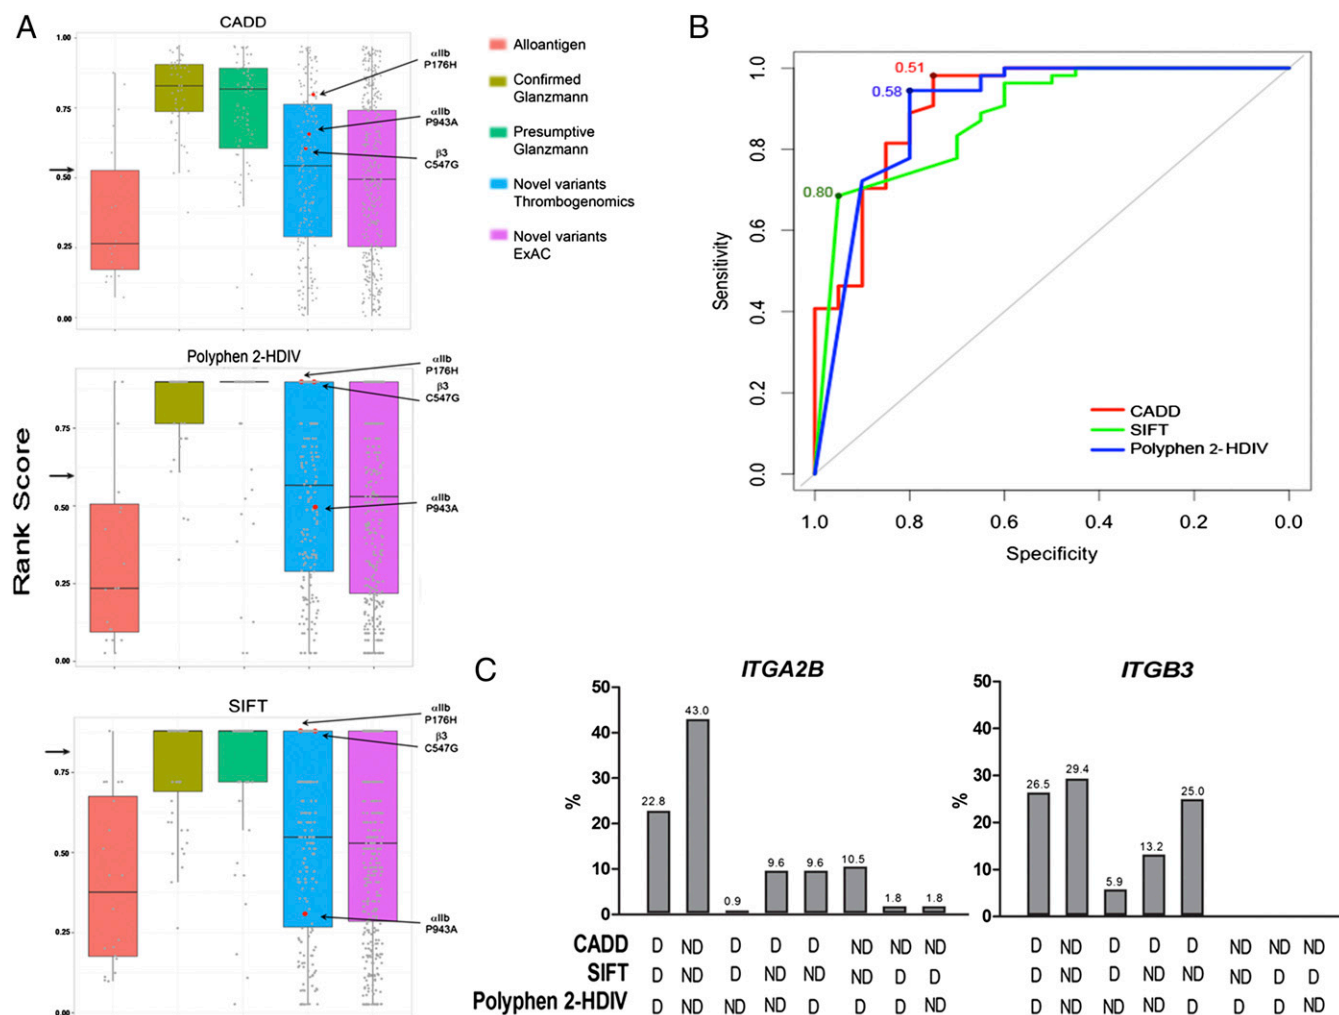 A
CADD
1.00
0.75
0.50
0.25
0.00
αIIb
P176H
αIIb
P943A
β3
C547G
Alloantigen
Confirmed
Glanzmann
Presumptive
Glanzmann
Novel variants
Thrombogenomics
Novel variants
ExAC
Polyphen 2-HDIV
0.75
0.50
0.25
0.00
αIIb
P176H
β3
C547G
αIIb
P943A
Rank Score
SIFT
0.75
0.50
0.25
0.00
αIIb
P176H
β3
C547G
αIIb
P943A
B
1.0
0.8
0.6
0.4
0.2
0.0
Sensitivity
0.51
0.58
0.80
CADD
SIFT
Polyphen 2-HDIV
1.0 0.8 0.6 0.4 0.2 0.0
Specificity
C
ITGA2B
50
40
30
20
10
0
%
22.8 43.0 0.9 9.6 9.6 10.5 1.8 1.8
ITGB3
50
40
30
20
10
0
%
26.5 29.4 5.9 13.2 25.0
CADD D ND D D D ND ND ND D ND D D D ND ND ND
SIFT D ND D ND ND ND D D D ND D ND ND ND D D
Polyphen 2-HDIV D ND ND ND D D D ND D ND ND ND D D D ND